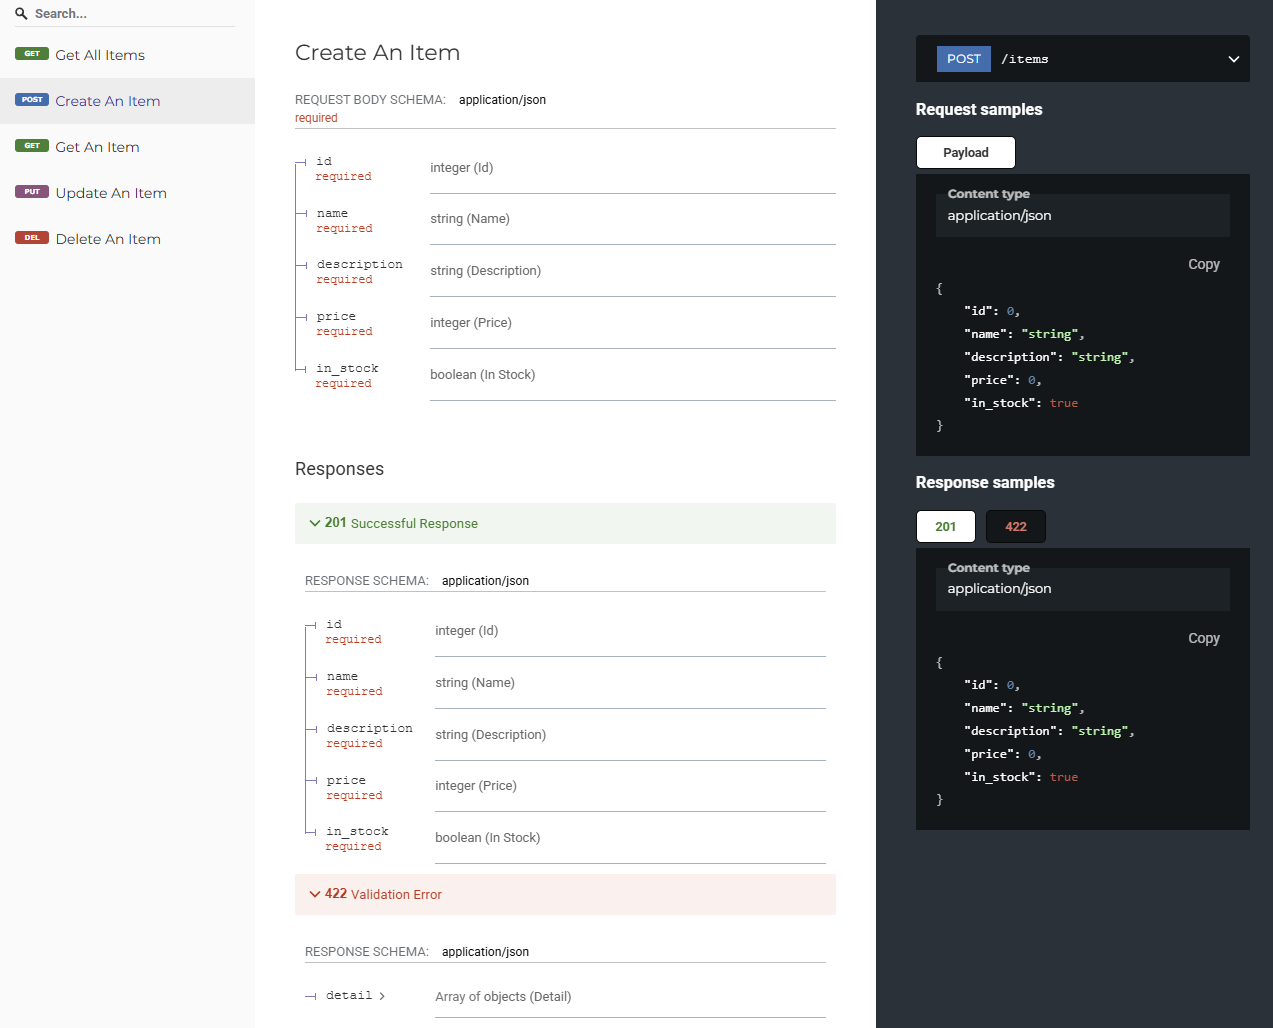 Search...
GET Get All Items
POST Create An Item
GET Get An Item
PUT Update An Item
DEL Delete An Item
Create An Item
REQUEST BODY SCHEMA: application/json
required
id
required
integer (Id)
name
required
string (Name)
description
required
string (Description)
price
required
integer (Price)
in_stock
required
boolean (In Stock)
Responses
201 Successful Response
RESPONSE SCHEMA: application/json
id
required
integer (Id)
name
required
string (Name)
description
required
string (Description)
price
required
integer (Price)
in_stock
required
boolean (In Stock)
422 Validation Error
RESPONSE SCHEMA: application/json
detail >
Array of objects (Detail)
POST /items
Request samples
Payload
Content type
application/json
Copy
{
"id": 0,
"name": "string",
"description": "string",
"price": 0,
"in_stock": true
}
Response samples
201 422
Content type
application/json
Copy
{
"id": 0,
"name": "string",
"description": "string",
"price": 0,
"in_stock": true
}